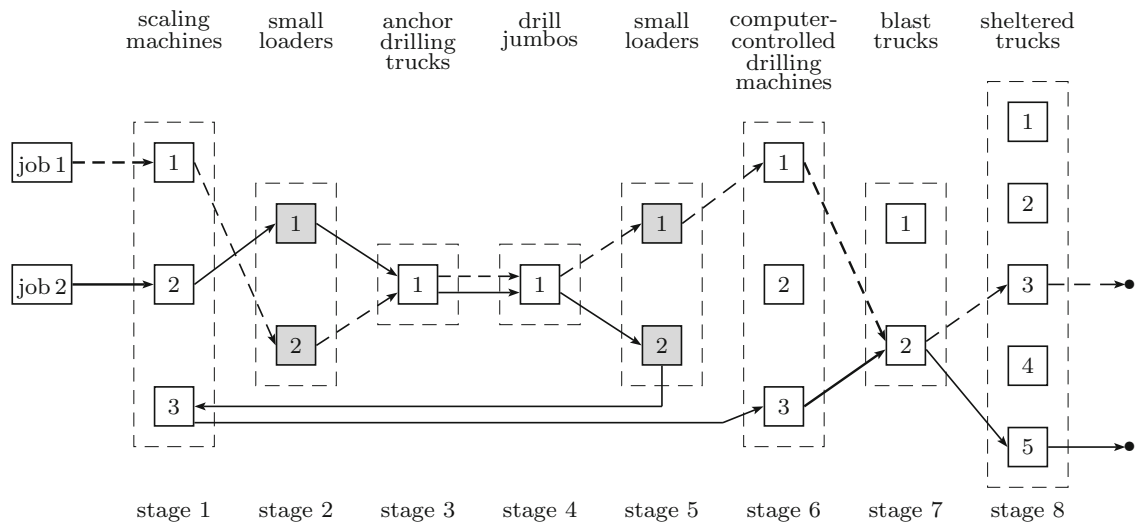 scaling
machines
small
loaders
anchor
drilling
trucks
drill
jumbos
small
loaders
computer-
controlled
drilling
machines
blast
trucks
sheltered
trucks
job 1
job 2
1
2
3
1
2
1
1
1
2
1
2
3
1
2
1
2
3
4
5
stage 1
stage 2
stage 3
stage 4
stage 5
stage 6
stage 7
stage 8